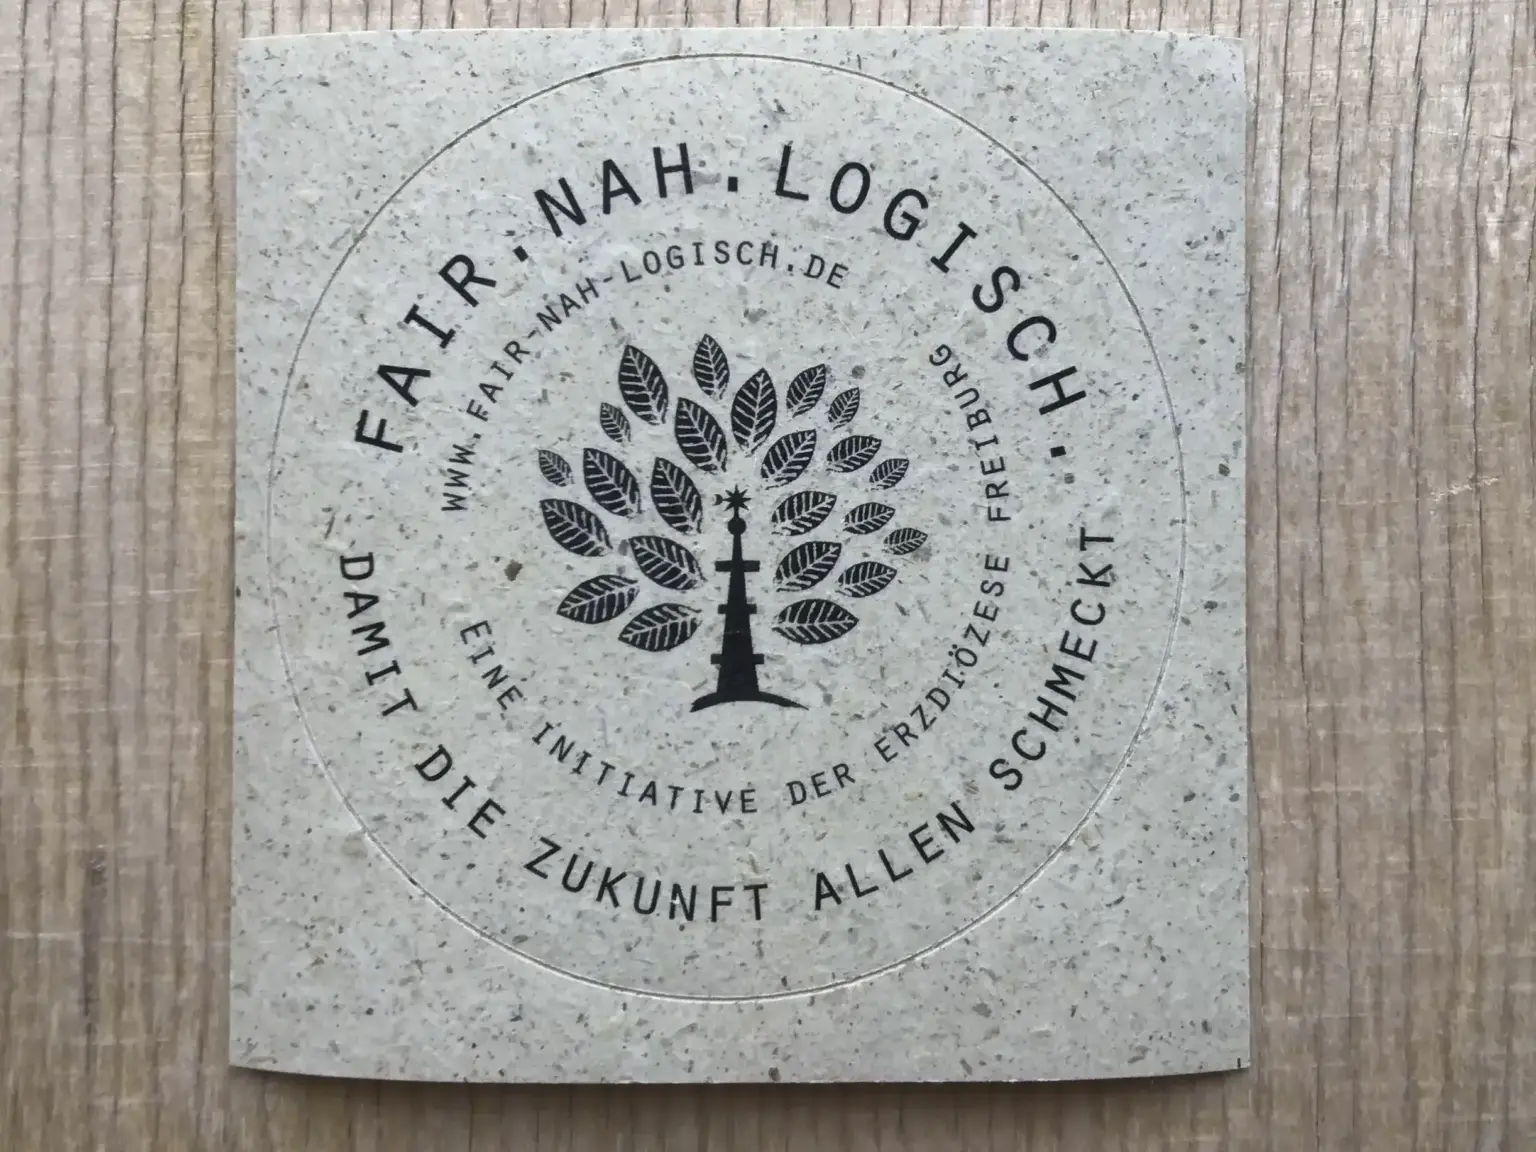 FAIR.NAH.LOGISCH.
WWW.FAIR-NAH-LOGISCH.DE
EINE INITIATIVE DER ERZDIÖZESE FREIBURG
DAMIT DIE ZUKUNFT ALLEN SCHMECKT